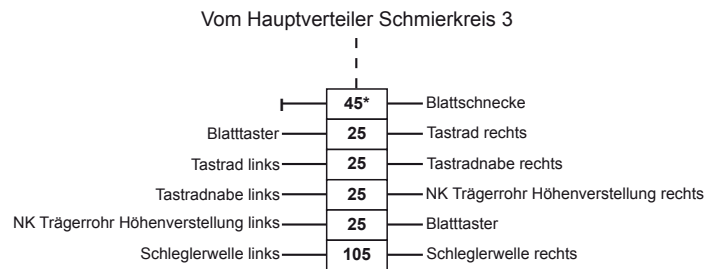 Vom Hauptverteiler Schmierkreis 3
45* Blattschnecke
Blatttaster 25 Tastrad rechts
Tastrad links 25 Tastradnabe rechts
Tastradnabe links 25 NK Trägerrohr Höhenverstellung rechts
NK Trägerrohr Höhenverstellung links 25 Blatttaster
Schleglerwelle links 105 Schleglerwelle rechts